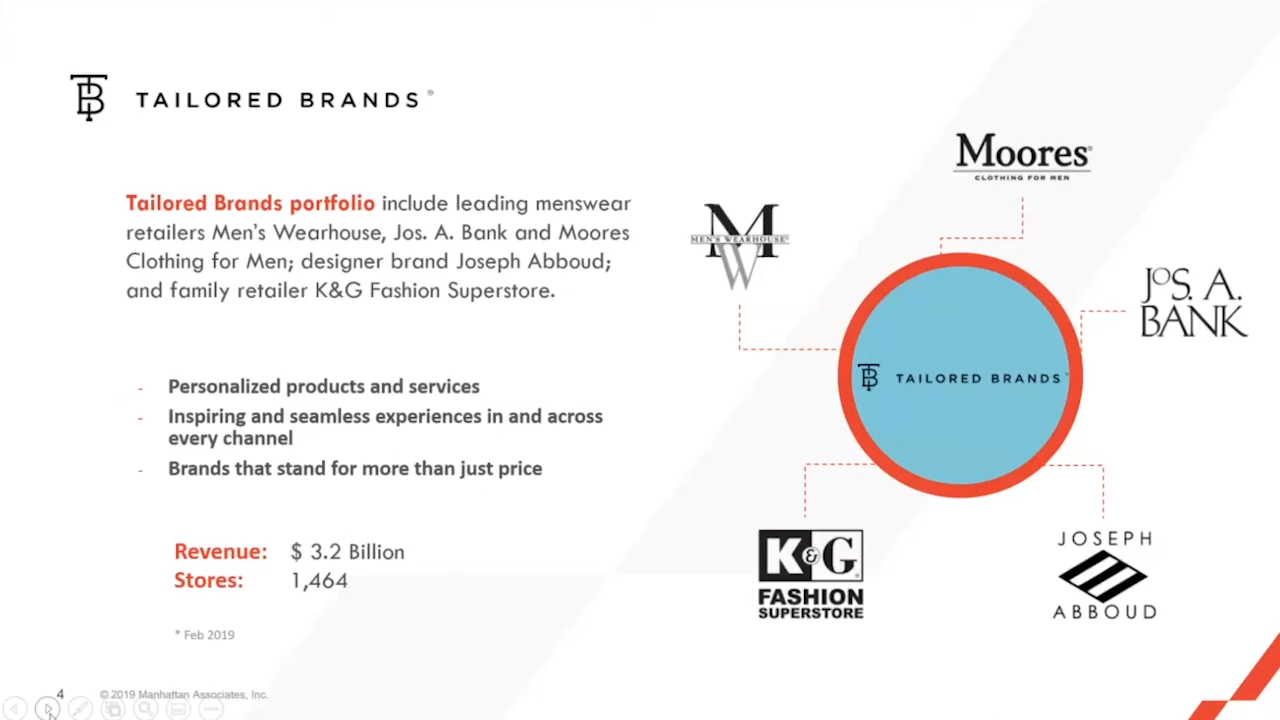 TB TAILORED BRANDS®
Tailored Brands portfolio include leading menswear
retailers Men's Wearhouse, Jos. A. Bank and Moores
Clothing for Men; designer brand Joseph Abboud;
and family retailer K&G Fashion Superstore.
- Personalized products and services
- Inspiring and seamless experiences in and across
every channel
- Brands that stand for more than just price
Revenue: $ 3.2 Billion
Stores: 1,464
* Feb 2019
Moores®
CLOTHING FOR MEN
M
MEN'S WEARHOUSE®
W
JoS. A.
BANK
TB TAILORED BRANDS®
K&G®
FASHION
SUPERSTORE
JOSEPH
ABBOUD
4 © 2019 Manhattan Associates, Inc.